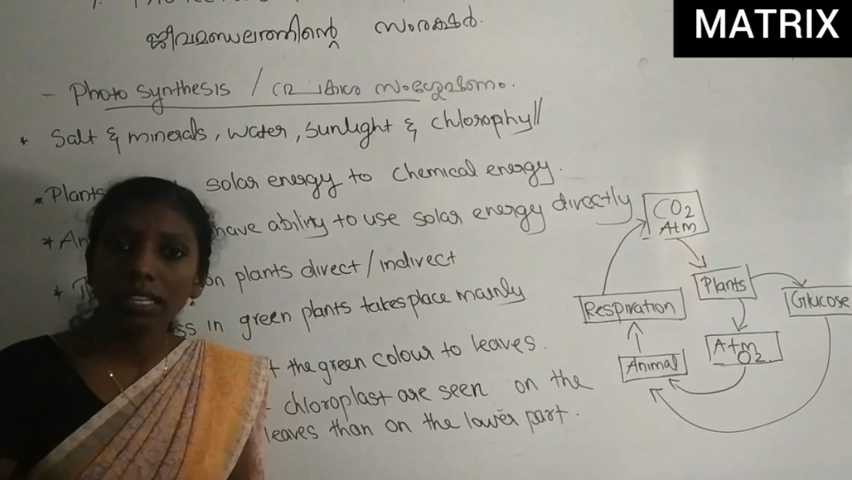 MATRIX
ജീവമണ്ഡലത്തിന്റെ സംരക്ഷകർ.
- Photo synthesis /
* Salt & minerals, water, sunlight & chlorophyll
* Plants solar energy to chemical energy.
* have ability to use solar energy directly
* on plants direct / indirect
in green plants takes place mainly
the green colour to leaves.
chloroplast are seen on the
leaves than on the lower part.
CO2
Atm
Plants
Glucose
Respiration
Atm
O2
Animal